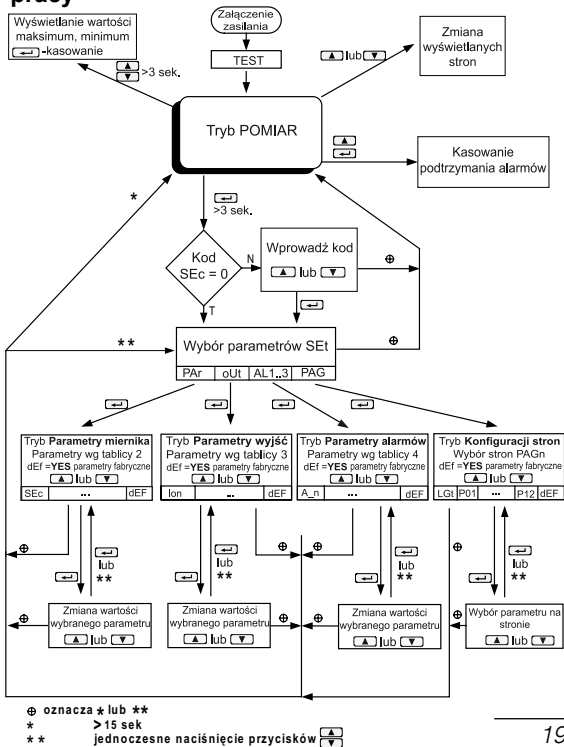 pracy
Wyświetlanie wartości
maksimum, minimum
-kasowanie
>3 sek.
Załączenie
zasilania
TEST
lub
Zmiana
wyświetlanych
stron
Tryb POMIAR
Kasowanie
podtrzymania alarmów
*
>3 sek.
Kod
SEc = 0
N
T
Wprowadź kod
lub
⊕
**
Wybór parametrów SEt
⊕
PAr oUt AL1..3 PAG
Tryb Parametry miernika
Parametry wg tablicy 2
dEf =YES parametry fabryczne
lub
SEc ... dEF
Tryb Parametry wyjść
Parametry wg tablicy 3
dEf =YES parametry fabryczne
lub
Ion ... dEF
Tryb Parametry alarmów
Parametry wg tablicy 4
dEf =YES parametry fabryczne
lub
A_n ... dEF
Tryb Konfiguracji stron
Wybór stron PAGn
dEf =YES parametry fabryczne
lub
LGt P01 ... P12 dEF
⊕ lub ** lub ** ⊕ ⊕ lub ** ⊕ lub **
Zmiana wartości
wybranego parametru
lub
⊕
Zmiana wartości
wybranego parametru
lub
⊕
⊕
Zmiana wartości
wybranego parametru
lub
⊕
Wybór parametru na
stronie
lub
⊕ oznacza * lub **
* >15 sek
** jednoczesne naciśnięcie przycisków
19